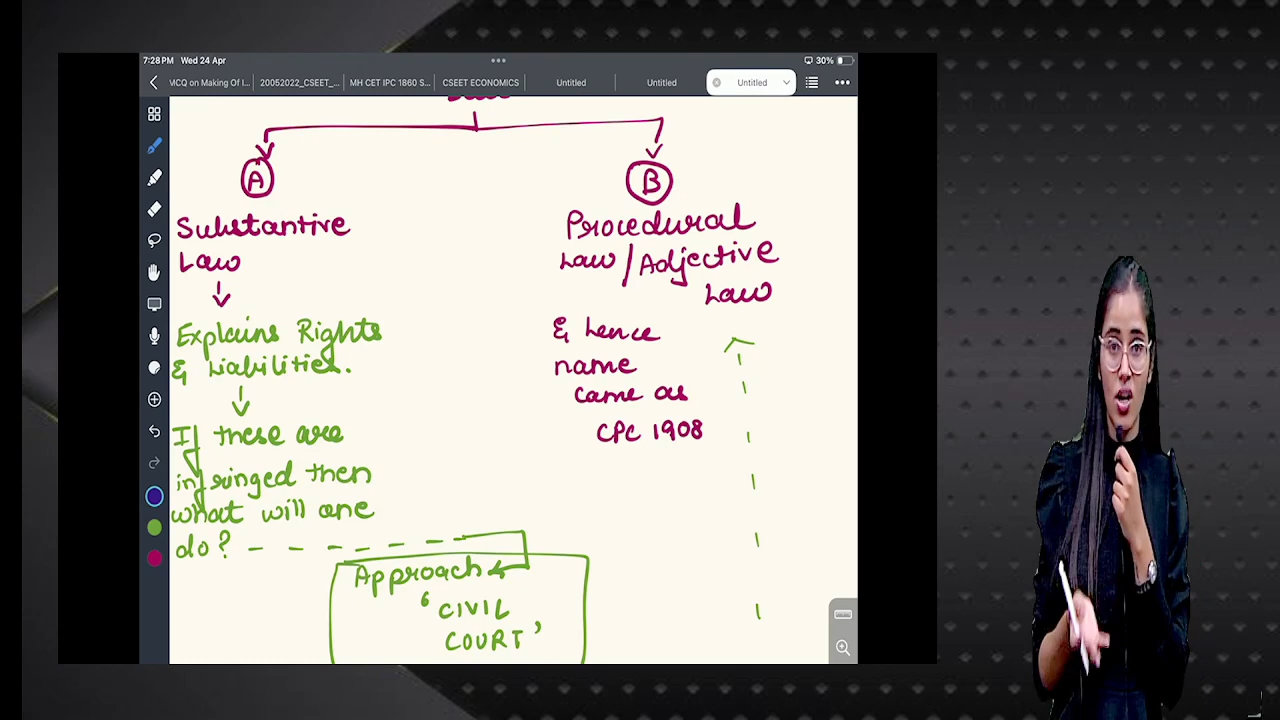 7:28 PM Wed 24 Apr
30%
MCQ on Making Of I...
20052022_CSEET_...
MH CET IPC 1860 S...
CSEET ECONOMICS
Untitled
Untitled
Untitled
A
Substantive
Law
Explains Rights
& Liabilities.
If these are
infringed then
what will one
do?
Approach
'CIVIL
COURT'
B
Procedural
Law/Adjective
Law
& hence
name
came as
CPC 1908